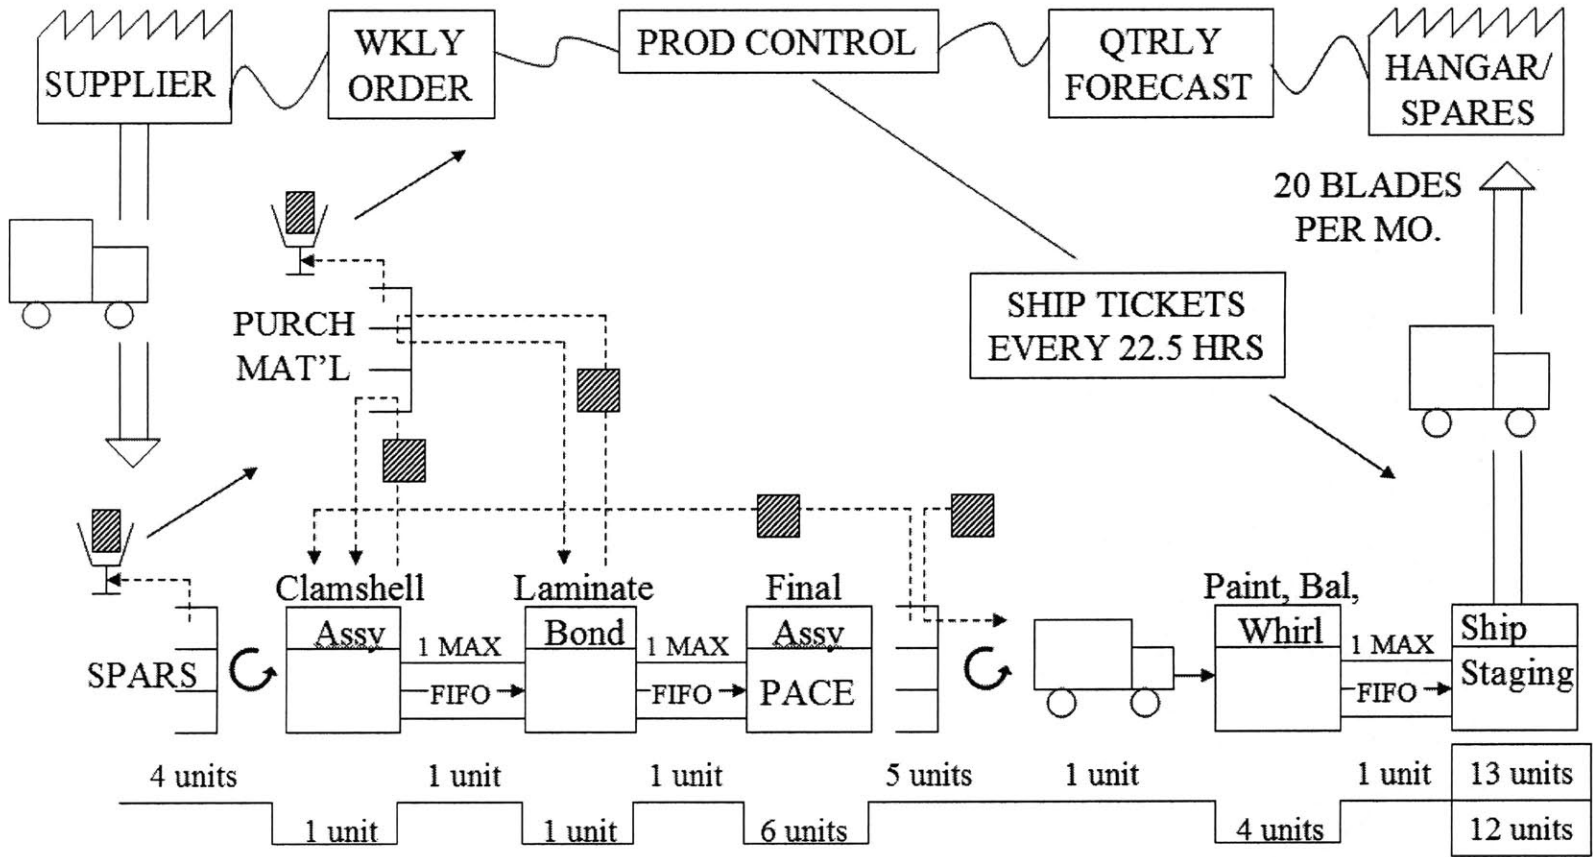 SUPPLIER
WKLY
ORDER
PROD CONTROL
QTRLY
FORECAST
HANGAR/
SPARES
20 BLADES
PER MO.
SHIP TICKETS
EVERY 22.5 HRS
PURCH
MAT'L
SPARS
Clamshell
Assy
1 MAX
FIFO
Laminate
Bond
1 MAX
FIFO
Final
Assy
PACE
Paint, Bal,
Whirl
1 MAX
FIFO
Ship
Staging
4 units
1 unit
1 unit
5 units
1 unit
1 unit
13 units
1 unit
1 unit
6 units
4 units
12 units